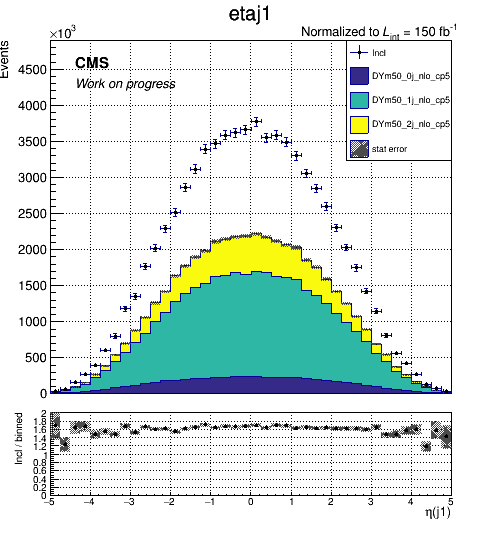 etaj1
Normalized to L_int = 150 fb^-1
×10³
Events
CMS
Work on progress
Incl
DYm50_0j_nlo_cp5
DYm50_1j_nlo_cp5
DYm50_2j_nlo_cp5
stat error
4500
4000
3500
3000
2500
2000
1500
1000
500
0
Incl / binned
2
1.8
1.6
1.4
1.2
1
0.8
0.6
0.4
0.2
0
−5 −4 −3 −2 −1 0 1 2 3 4 5
η(j1)